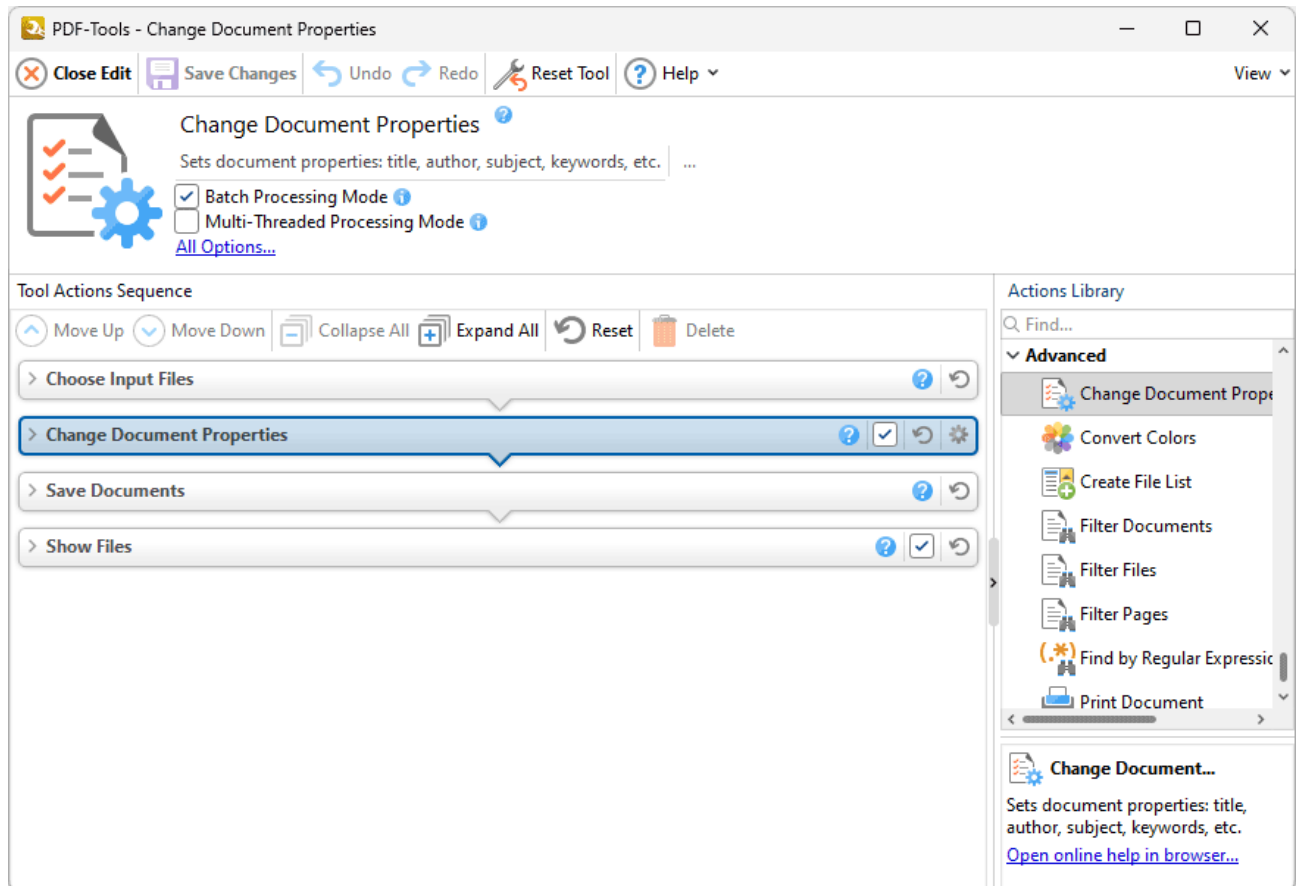 PDF-Tools - Change Document Properties
Close Edit Save Changes Undo Redo Reset Tool ? Help View
Change Document Properties ?
Sets document properties: title, author, subject, keywords, etc. ...
Batch Processing Mode i
Multi-Threaded Processing Mode i
All Options...
Tool Actions Sequence
Move Up Move Down Collapse All Expand All Reset Delete
Choose Input Files ?
Change Document Properties ?
Save Documents ?
Show Files ?
Actions Library
Find...
Advanced
Change Document Prope
Convert Colors
Create File List
Filter Documents
Filter Files
Filter Pages
(.*) Find by Regular Expressic
Print Document
Change Document...
Sets document properties: title,
author, subject, keywords, etc.
Open online help in browser...